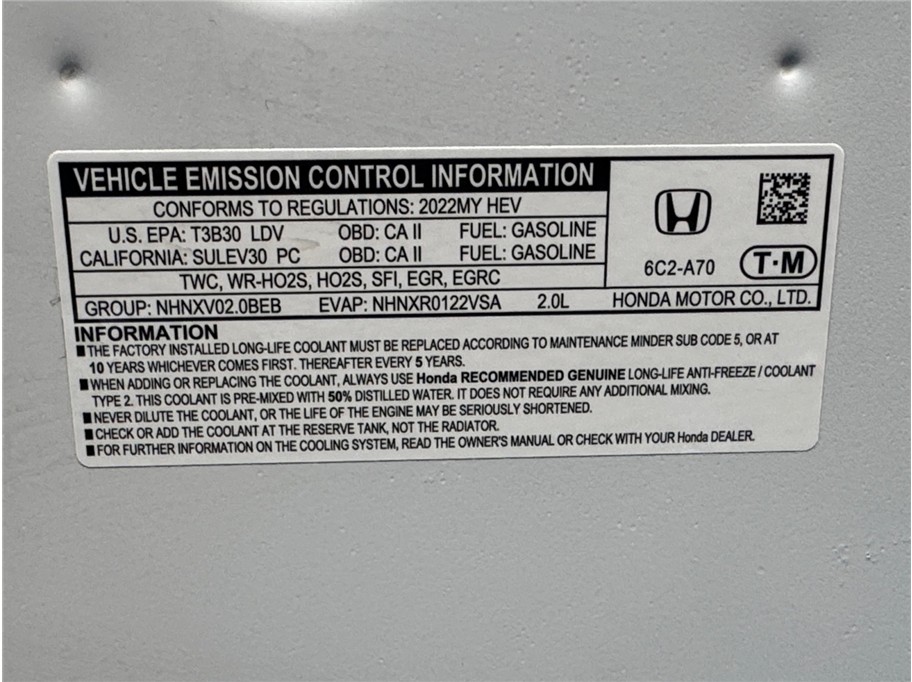 VEHICLE EMISSION CONTROL INFORMATION
CONFORMS TO REGULATIONS: 2022MY HEV
U.S. EPA: T3B30 LDV OBD: CA II FUEL: GASOLINE
CALIFORNIA: SULEV30 PC OBD: CA II FUEL: GASOLINE
TWC, WR-HO2S, HO2S, SFI, EGR, EGRC
6C2-A70 T·M
GROUP: NHNXV02.0BEB EVAP: NHNXR0122VSA 2.0L HONDA MOTOR CO., LTD.
INFORMATION
■THE FACTORY INSTALLED LONG-LIFE COOLANT MUST BE REPLACED ACCORDING TO MAINTENANCE MINDER SUB CODE 5, OR AT
10 YEARS WHICHEVER COMES FIRST. THEREAFTER EVERY 5 YEARS.
■WHEN ADDING OR REPLACING THE COOLANT, ALWAYS USE Honda RECOMMENDED GENUINE LONG-LIFE ANTI-FREEZE / COOLANT
TYPE 2. THIS COOLANT IS PRE-MIXED WITH 50% DISTILLED WATER. IT DOES NOT REQUIRE ANY ADDITIONAL MIXING.
■NEVER DILUTE THE COOLANT, OR THE LIFE OF THE ENGINE MAY BE SERIOUSLY SHORTENED.
■CHECK OR ADD THE COOLANT AT THE RESERVE TANK, NOT THE RADIATOR.
■FOR FURTHER INFORMATION ON THE COOLING SYSTEM, READ THE OWNER'S MANUAL OR CHECK WITH YOUR Honda DEALER.